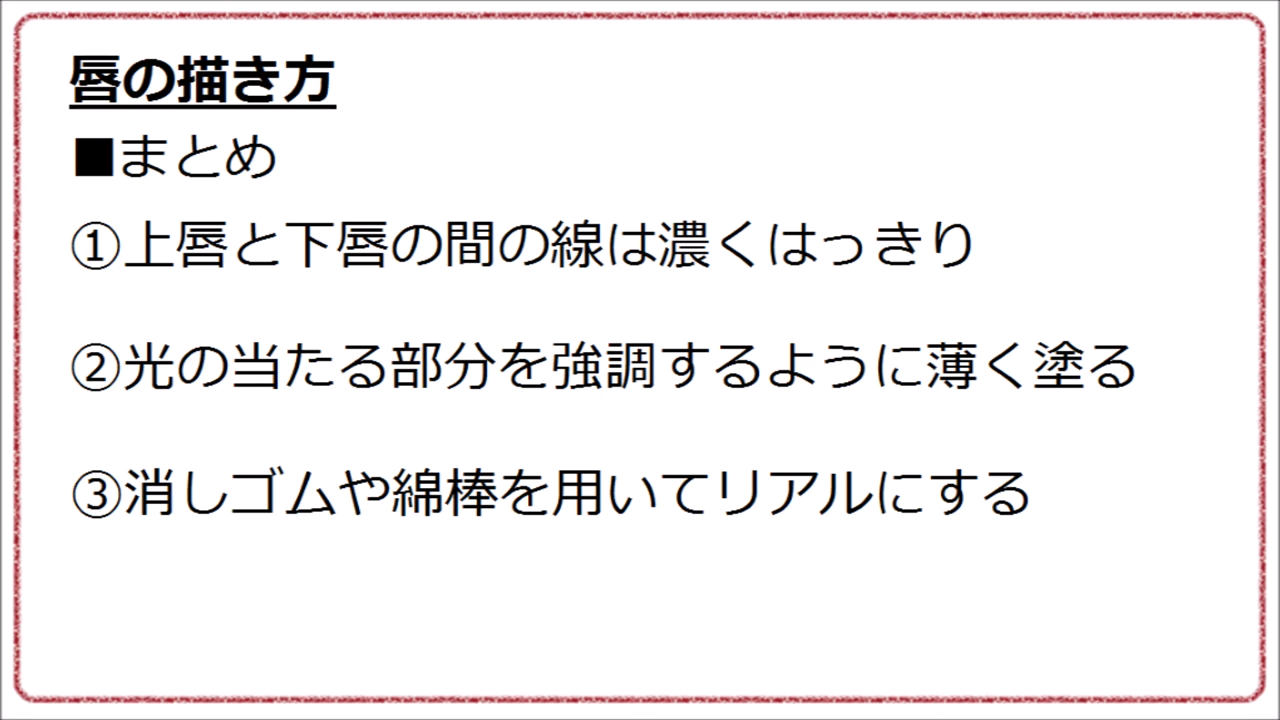 唇の描き方
■まとめ
①上唇と下唇の間の線は濃くはっきり
②光の当たる部分を強調するように薄く塗る
③消しゴムや綿棒を用いてリアルにする